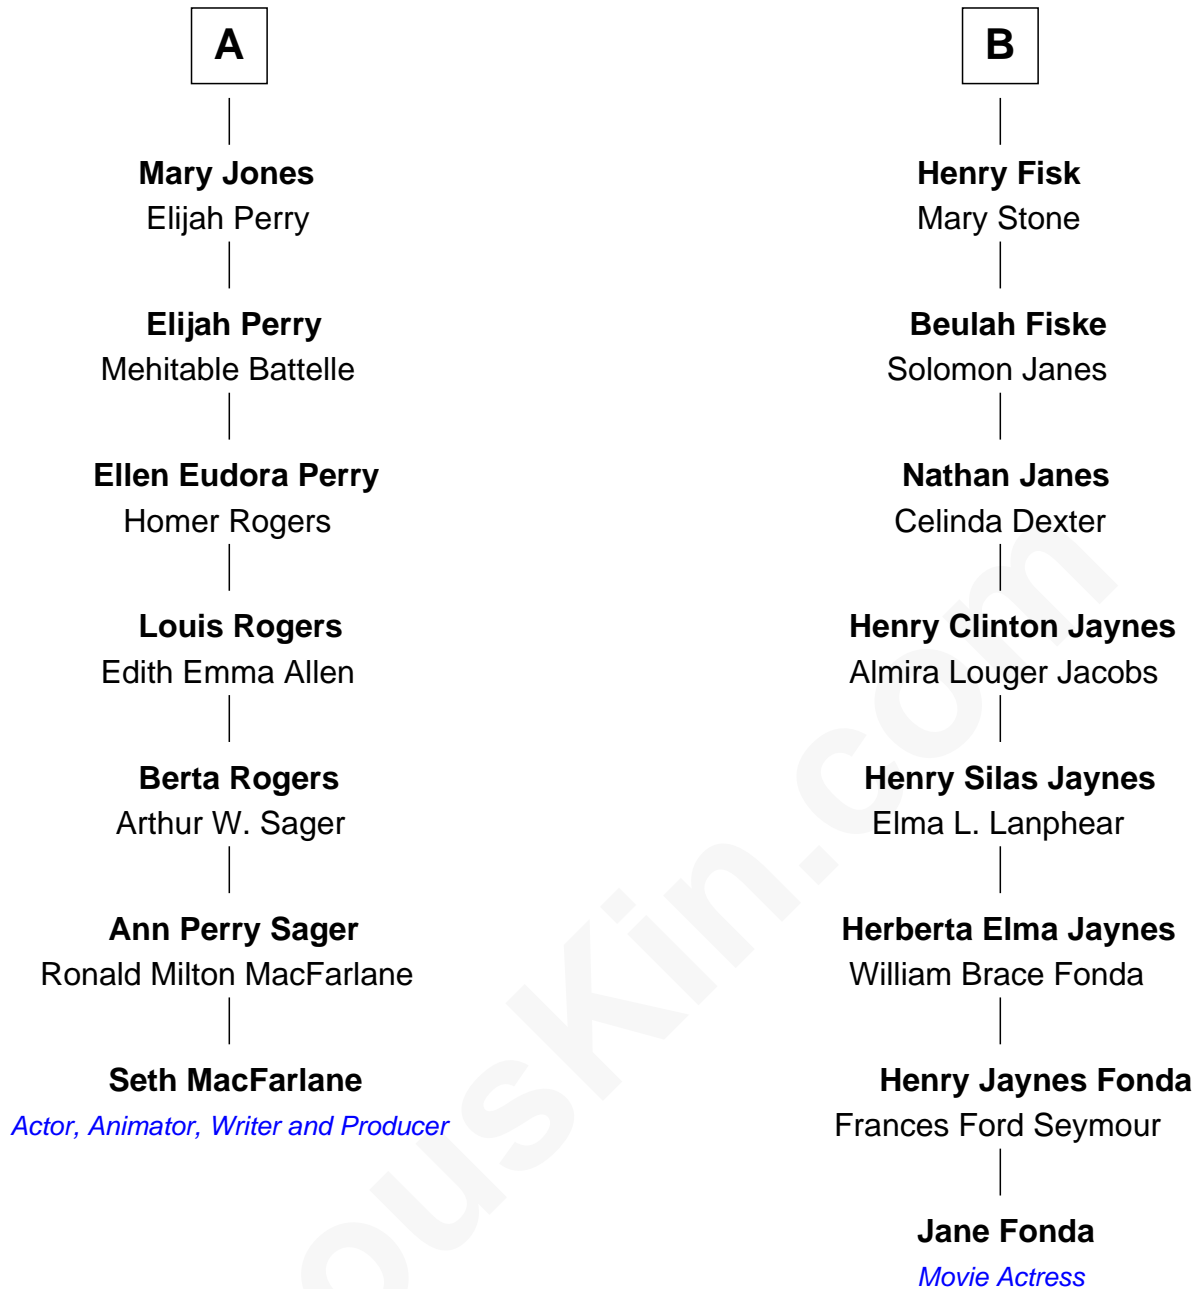 A
Mary Jones
Elijah Perry
Elijah Perry
Mehitable Battelle
Ellen Eudora Perry
Homer Rogers
Louis Rogers
Edith Emma Allen
Berta Rogers
Arthur W. Sager
Ann Perry Sager
Ronald Milton MacFarlane
Seth MacFarlane
Actor, Animator, Writer and Producer
B
Henry Fisk
Mary Stone
Beulah Fiske
Solomon Janes
Nathan Janes
Celinda Dexter
Henry Clinton Jaynes
Almira Louger Jacobs
Henry Silas Jaynes
Elma L. Lanphear
Herberta Elma Jaynes
William Brace Fonda
Henry Jaynes Fonda
Frances Ford Seymour
Jane Fonda
Movie Actress
ousKin.com